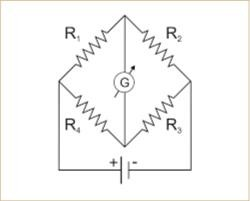 R₁ R₂
G
R₄ R₃
+ -